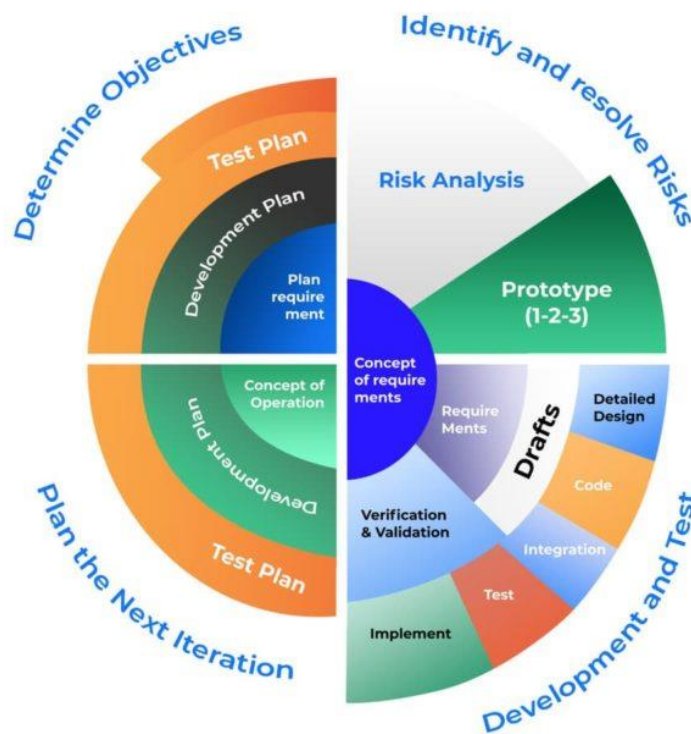 Determine Objectives
Identify and resolve Risks
Test Plan
Development Plan
Plan
require
ment
Risk Analysis
Prototype
(1-2-3)
Concept
of require
ments
Concept of
Operation
Development Plan
Test Plan
Require
Ments
Drafts
Detailed
Design
Code
Integration
Verification
& Validation
Test
Implement
Plan the Next Iteration
Development and Test